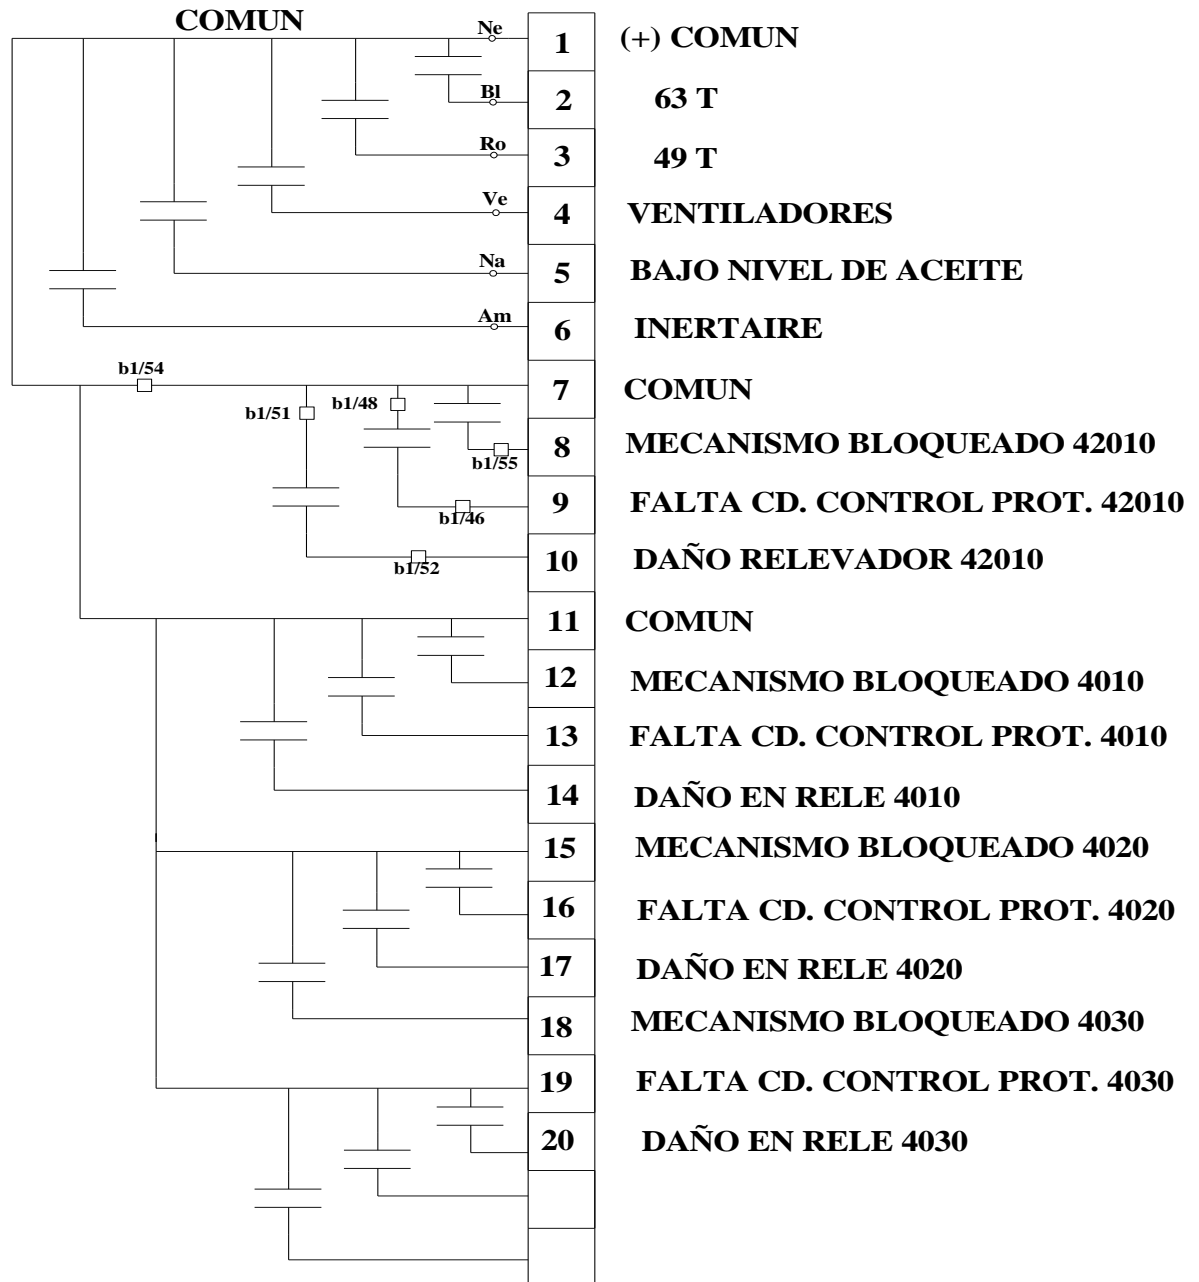 COMUN
Ne 1 (+) COMUN
Bl 2 63 T
Ro 3 49 T
Ve 4 VENTILADORES
Na 5 BAJO NIVEL DE ACEITE
Am 6 INERTAIRE
b1/54 7 COMUN
b1/51 b1/48
b1/55 8 MECANISMO BLOQUEADO 42010
b1/46 9 FALTA CD. CONTROL PROT. 42010
b1/52 10 DAÑO RELEVADOR 42010
11 COMUN
12 MECANISMO BLOQUEADO 4010
13 FALTA CD. CONTROL PROT. 4010
14 DAÑO EN RELE 4010
15 MECANISMO BLOQUEADO 4020
16 FALTA CD. CONTROL PROT. 4020
17 DAÑO EN RELE 4020
18 MECANISMO BLOQUEADO 4030
19 FALTA CD. CONTROL PROT. 4030
20 DAÑO EN RELE 4030